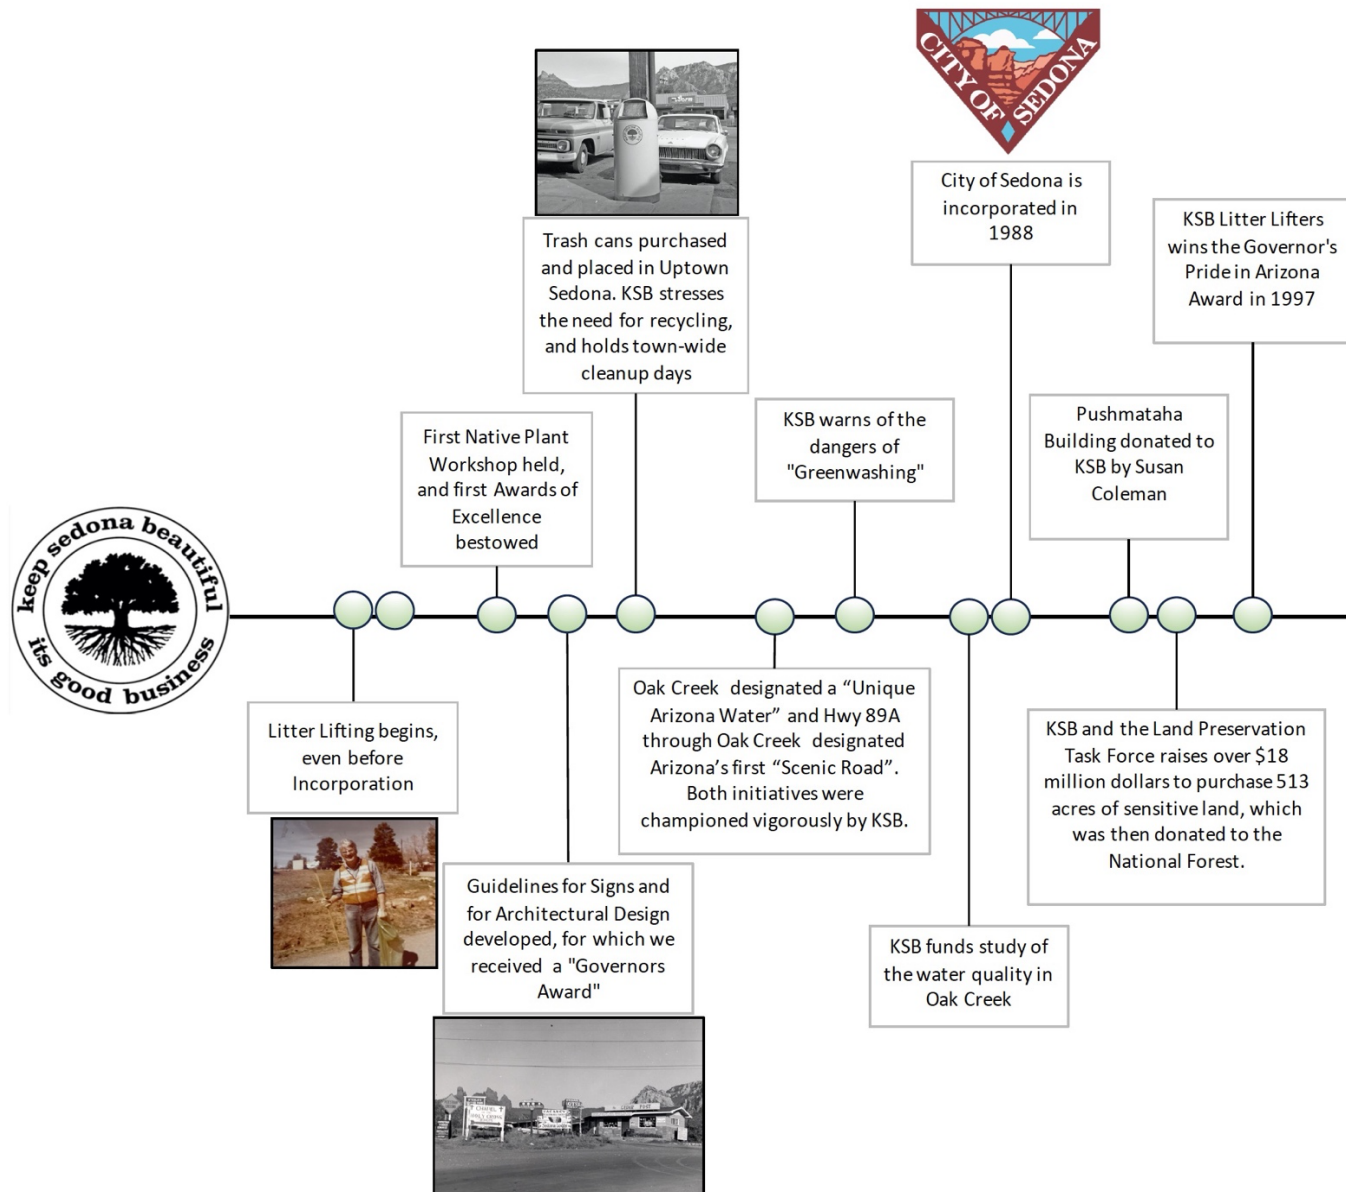 keep sedona beautiful
its good business
Litter Lifting begins,
even before
Incorporation
First Native Plant
Workshop held,
and first Awards of
Excellence
bestowed
Guidelines for Signs and
for Architectural Design
developed, for which we
received  a "Governors
Award"
Trash cans purchased
and placed in Uptown
Sedona. KSB stresses
the need for recycling,
and holds town-wide
cleanup days
Oak Creek  designated a “Unique
Arizona Water” and Hwy 89A
through Oak Creek  designated
Arizona’s first “Scenic Road”.
Both initiatives were
championed vigorously by KSB.
KSB warns of the
dangers of
"Greenwashing"
KSB funds study of
the water quality in
Oak Creek
CITY OF SEDONA
City of Sedona is
incorporated in
1988
Pushmataha
Building donated to
KSB by Susan
Coleman
KSB and the Land Preservation
Task Force raises over $18
million dollars to purchase 513
acres of sensitive land, which
was then donated to the
National Forest.
KSB Litter Lifters
wins the Governor's
Pride in Arizona
Award in 1997